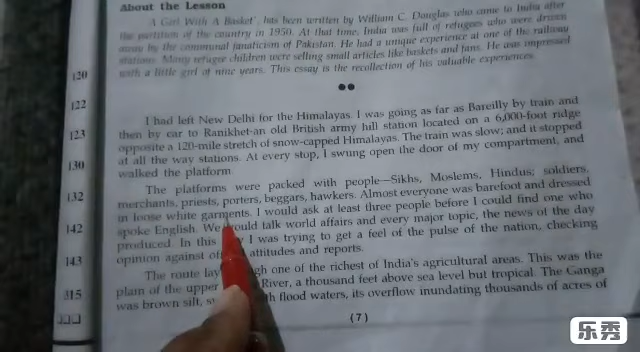 About the Lesson
'A Girl With A Basket', has been written by William C. Douglas who came to India after
the partition of the country in 1950. At that time, India was full of refugees who were driven
away by the communal fanaticism of Pakistan. He had a unique experience at one of the railway
stations. Many refugee children were selling small articles like baskets and fans. He was impressed
with a little girl of nine years. This essay is the recollection of his valuable experiences.
I had left New Delhi for the Himalayas. I was going as far as Bareilly by train and
then by car to Ranikhet-an old British army hill station located on a 6,000-foot ridge
opposite a 120-mile stretch of snow-capped Himalayas. The train was slow; and it stopped
at all the way stations. At every stop, I swung open the door of my compartment, and
walked the platform.
The platforms were packed with people—Sikhs, Moslems, Hindus; soldiers,
merchants, priests, porters, beggars, hawkers. Almost everyone was barefoot and dressed
in loose white garments. I would ask at least three people before I could find one who
spoke English. We would talk world affairs and every major topic, the news of the day
produced. In this I was trying to get a feel of the pulse of the nation, checking
opinion against attitudes and reports.
The route lay one of the richest of India's agricultural areas. This was the
plain of the upper River, a thousand feet above sea level but tropical. The Ganga
was brown silt, flood waters, its overflow inundating thousands of acres of
(7)
120
122
123
130
132
142
143
315
乐秀